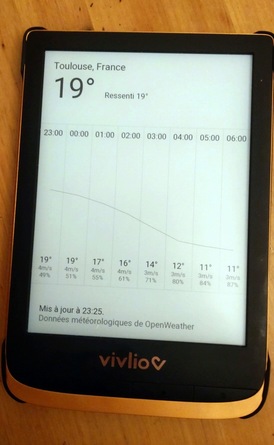 Toulouse, France
19° Ressenti 19°
23:00 00:00 01:00 02:00 03:00 04:00 05:00 06:00
19° 19° 17° 16° 14° 12° 11° 11°
4m/s 4m/s 4m/s 4m/s 3m/s 3m/s 3m/s 3m/s
49% 51% 55% 61% 71% 80% 84% 87%
Mis à jour à 23:25.
Données météorologiques de OpenWeather
vivlio